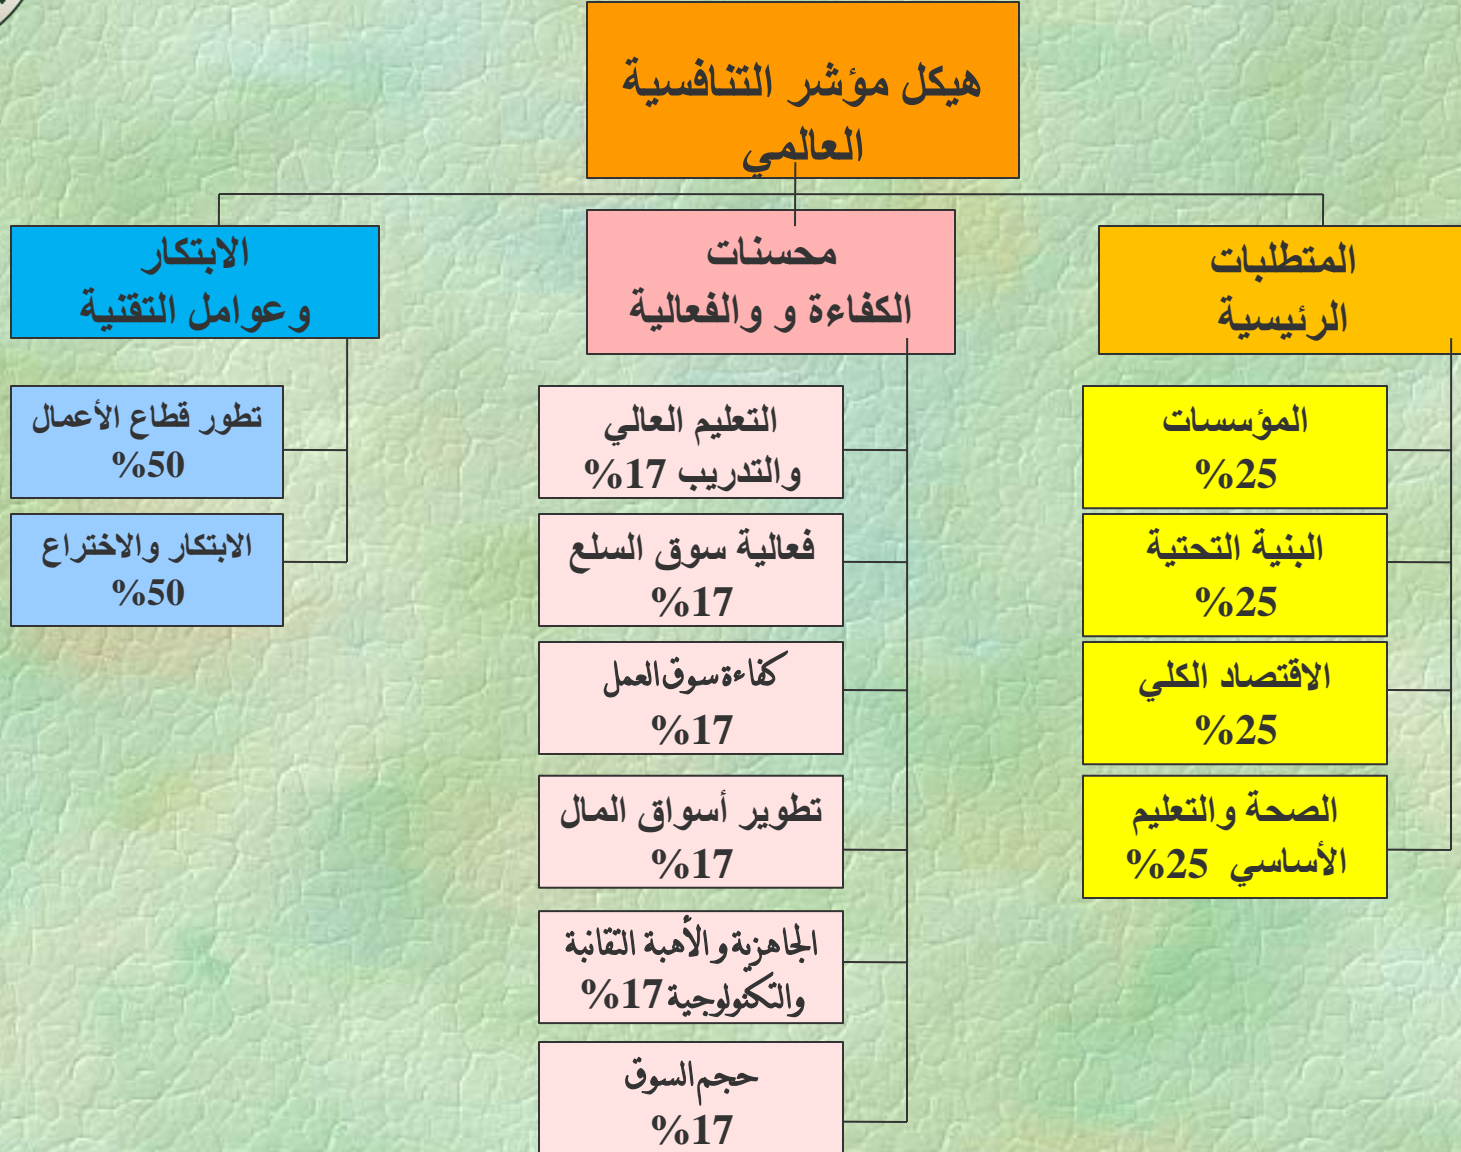 هيكل مؤشر التنافسية
العالمي
المتطلبات
الرئيسية
المؤسسات
%25
البنية التحتية
%25
الاقتصاد الكلي
%25
الصحة والتعليم
الأساسي 25%
محسنات
الكفاءة و والفعالية
التعليم العالي
والتدريب 17%
فعالية سوق السلع
%17
كفاءة سوق العمل
%17
تطوير أسواق المال
%17
الجاهزية و الأهبة التقانية
والتكنولوجية 17%
حجم السوق
%17
الابتكار
وعوامل التقنية
تطور قطاع الأعمال
%50
الابتكار والاختراع
%50